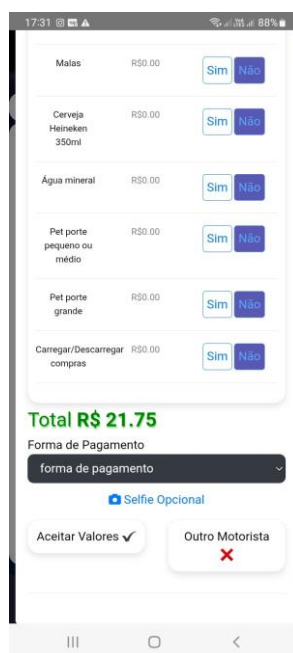 17:31 88%
Malas R$0.00 Sim Não
Cerveja
Heineken
350ml
R$0.00 Sim Não
Água mineral R$0.00 Sim Não
Pet porte
pequeno ou
médio
R$0.00 Sim Não
Pet porte
grande
R$0.00 Sim Não
Carregar/Descarregar
compras
R$0.00 Sim Não
Total R$ 21.75
Forma de Pagamento
forma de pagamento
Selfie Opcional
Aceitar Valores
Outro Motorista